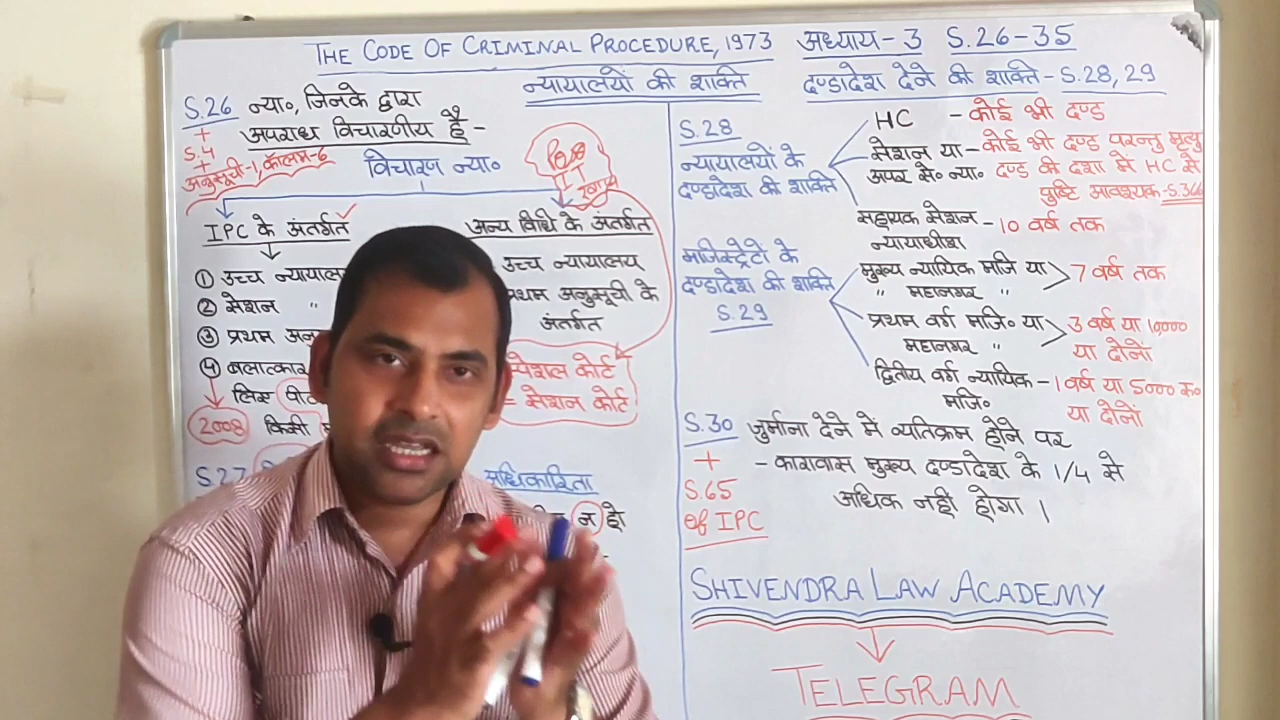 THE CODE OF CRIMINAL PROCEDURE, 1973 अध्याय - 3 S.26-35
न्यायालयों की शक्ति
दण्डादेश देने की शक्ति - S.28, 29
S.26 न्या०, जिनके द्वारा
अपराध विचारणीय है -
+
S.4
+
अनुसूची-1, कॉलम-6
विचारण न्या०
IPC के अंतर्गत
① उच्च न्यायालय
② सेशन "
③ प्रथम
④ बलात्कार
लिए
2008 किसी
S.27
अन्य विधि के अंतर्गत
उच्च न्यायालय
प्रथम अनुसूची के
अंतर्गत
स्पेशल कोर्ट
= सेशन कोर्ट
अधिकारिता
न हो
S.28
न्यायालयों के
दण्डादेश की शक्ति
HC - कोई भी दण्ड
सेशन या - कोई भी दण्ड परन्तु मृत्यु
अपर से० न्या० दण्ड की दशा में HC से
पुष्टि आवश्यक - S.366
सहायक सेशन - 10 वर्ष तक
न्यायाधीश
मजिस्ट्रेटों के
दण्डादेश की शक्ति
S.29
मुख्य न्यायिक मजि या
" महानगर "
7 वर्ष तक
प्रथम वर्ग मजि० या
महानगर "
3 वर्ष या 10,000
या दोनों
द्वितीय वर्ग न्यायिक - 1 वर्ष या 5000 रु०
मजि०
या दोनों
S.30 जुर्माना देने में व्यतिक्रम होने पर
+
S.65
of IPC
- कारावास मुख्य दण्डादेश के 1/4 से
अधिक नहीं होगा ।
SHIVENDRA LAW ACADEMY
TELEGRAM